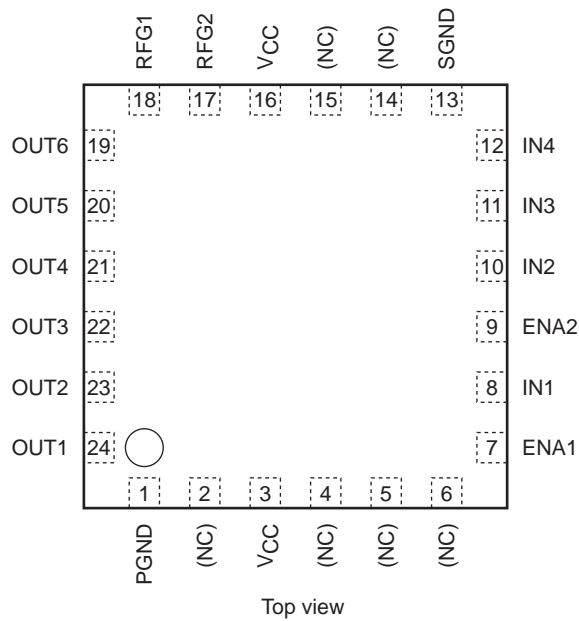 RFG1
RFG2
VCC
(NC)
(NC)
SGND
18
17
16
15
14
13
OUT6 19
12 IN4
OUT5 20
11 IN3
OUT4 21
10 IN2
OUT3 22
9 ENA2
OUT2 23
8 IN1
OUT1 24
7 ENA1
1
2
3
4
5
6
PGND
(NC)
VCC
(NC)
(NC)
(NC)
Top view